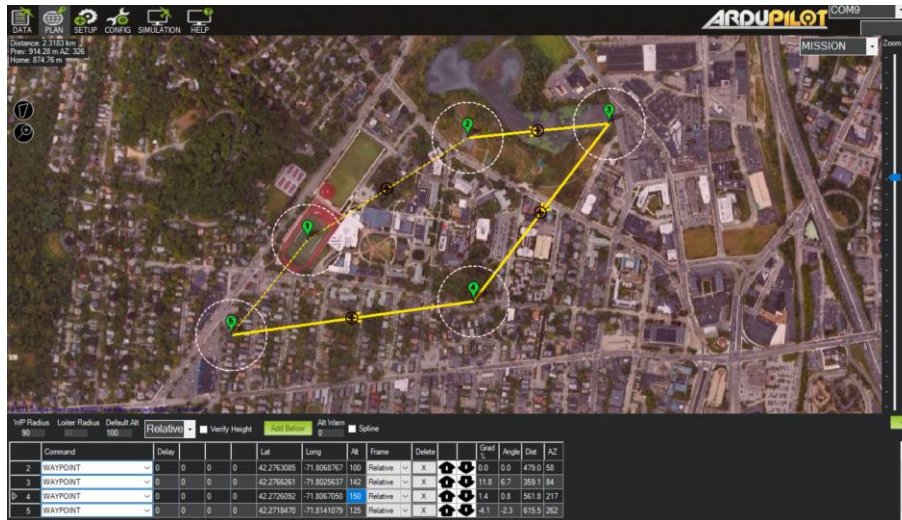 DATA PLAN SETUP CONFIG SIMULATION HELP
ARDUPILOT
COM9
Distance: 2.3183 km
Prev: 914.28 m AZ: 326
Home: 874.76 m
MISSION
Zoom
2
3
1
4
5
WP Radius Loiter Radius Default Alt Alt Warn
90 100 Relative Verify Height Add Below 0 Spline
Command Delay Lat Long Alt Frame Delete Grad % Angle Dist AZ
2 WAYPOINT 0 0 0 0 42.2763085 -71.8068767 100 Relative X 0.0 0.0 479.0 58
3 WAYPOINT 0 0 0 0 42.2766261 -71.8025637 142 Relative X 11.8 6.7 359.1 84
4 WAYPOINT 0 0 0 0 42.2726092 -71.8067050 150 Relative X 1.4 0.8 561.8 217
5 WAYPOINT 0 0 0 0 42.2718470 -71.8141079 125 Relative X -4.1 -2.3 615.5 262